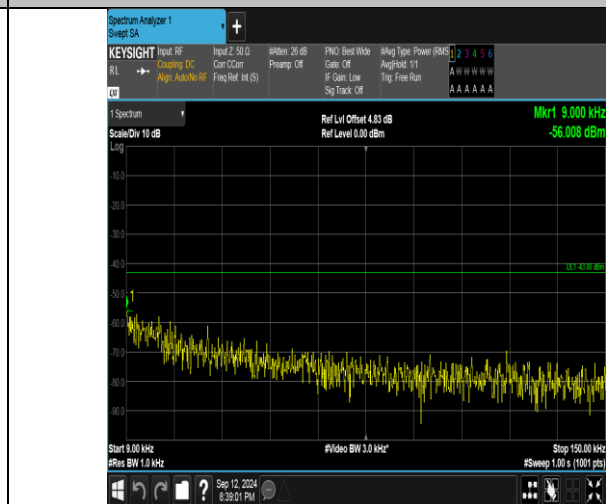 Spectrum Analyzer 1
Swept SA
+
KEYSIGHT Input: RF Input Z: 50 Ω #Atten: 26 dB PNO: Best Wide #Avg Type: Power (RMS 1 2 3 4 5 6
RL Coupling: DC Corr CCorr Preamp: Off Gate: Off Avg|Hold: 1/1 A W W W W W
Align: Auto/No RF Freq Ref: Int (S) IF Gain: Low Trig: Free Run
LXI Sig Track: Off A A A A A A
1 Spectrum Ref Lvl Offset 4.83 dB Mkr1 9.000 kHz
Scale/Div 10 dB Ref Level 0.00 dBm -56.008 dBm
Log
-10.0
-20.0
-30.0
-40.0
DL1 -43.00 dBm
-50.0
1
-60.0
-70.0
-80.0
-90.0
Start 9.00 kHz #Video BW 3.0 kHz* Stop 150.00 kHz
#Res BW 1.0 kHz #Sweep 1.00 s (1001 pts)
? Sep 12, 2024
8:39:01 PM